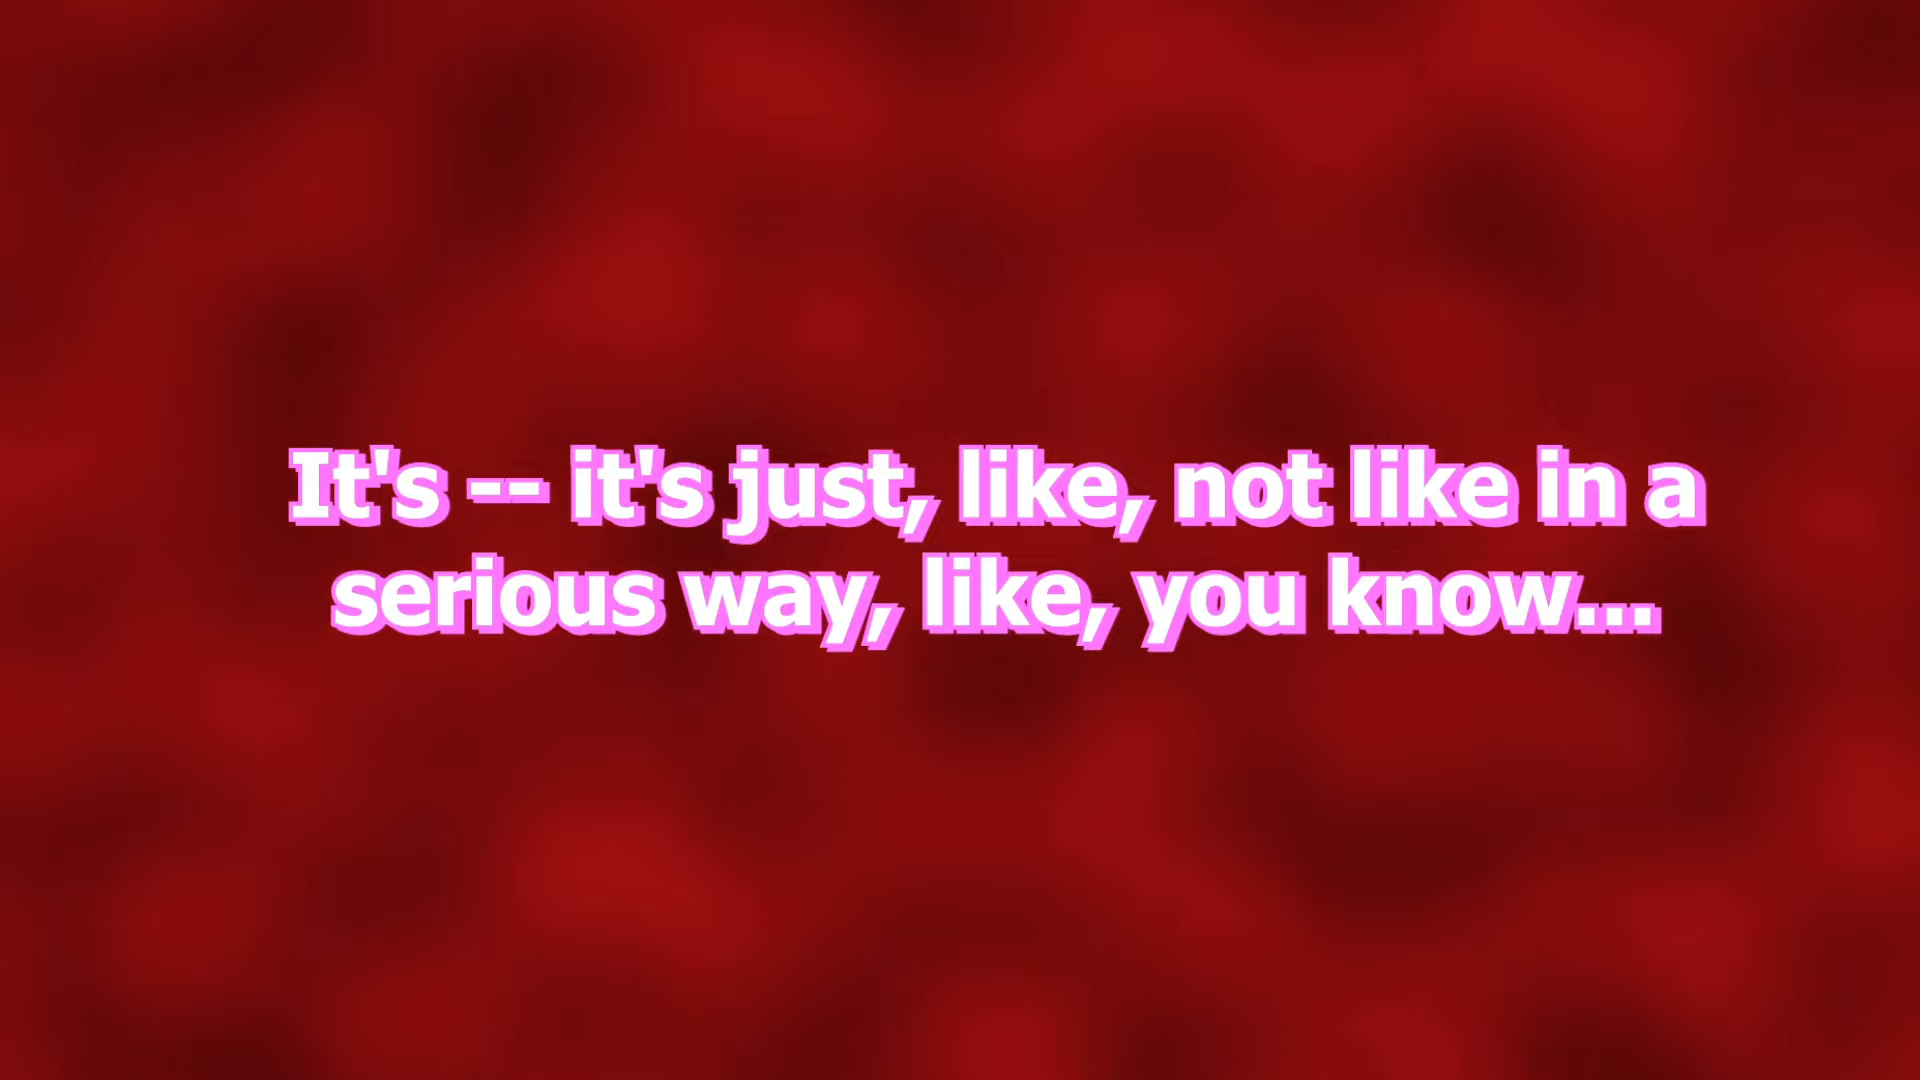 It's -- it's just, like, not like in a
serious way, like, you know...